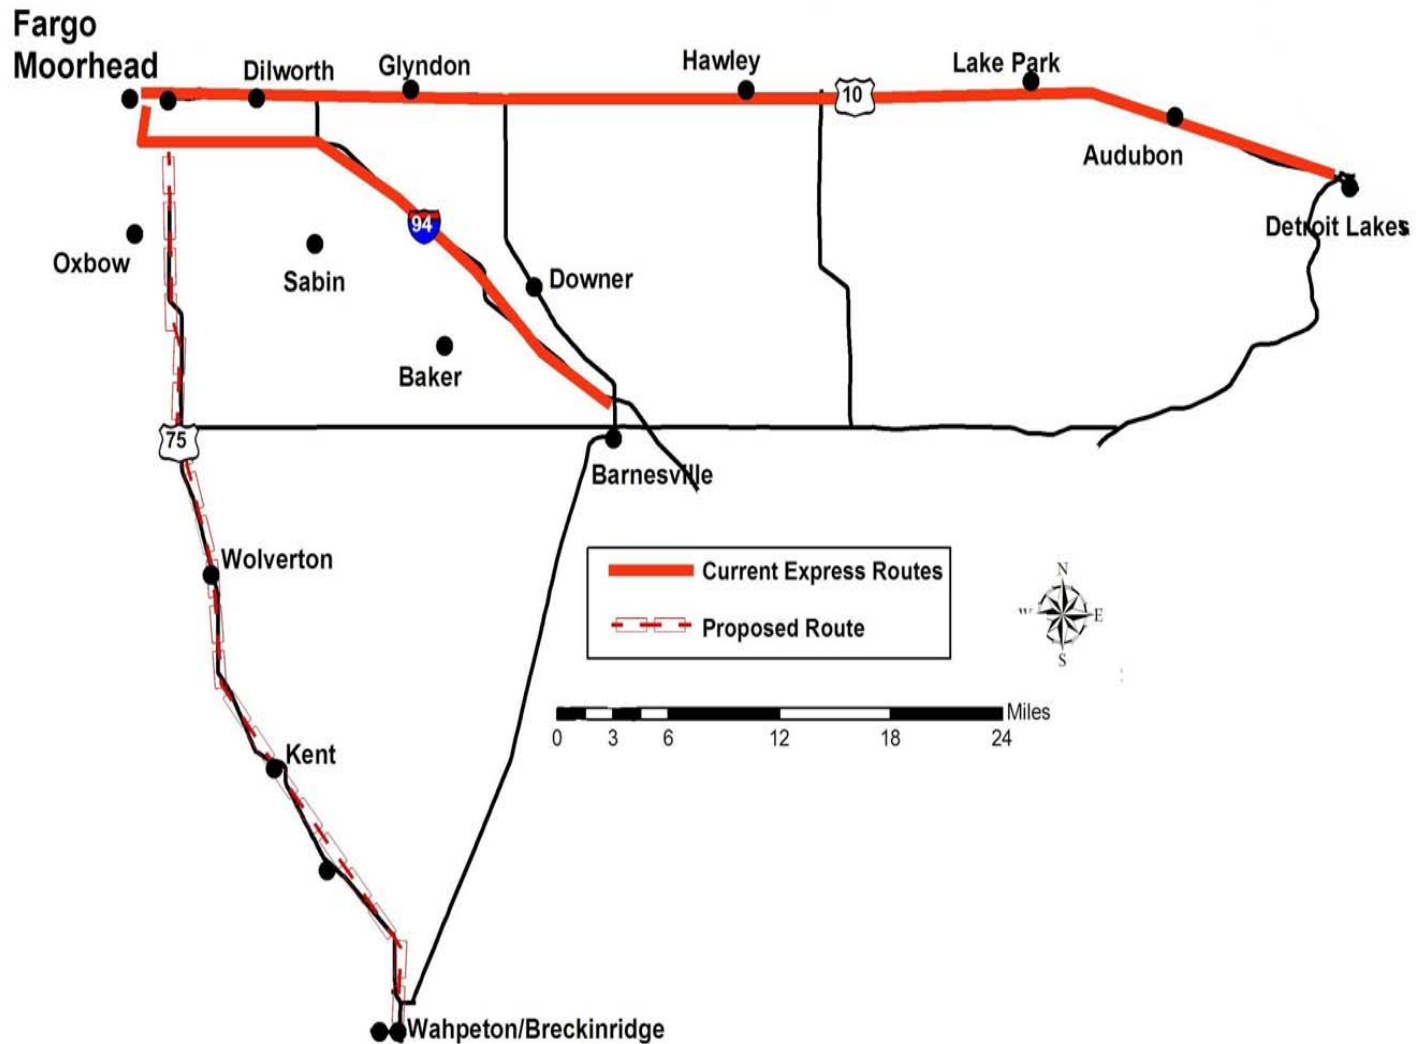 Fargo
Moorhead
Dilworth
Glyndon
Hawley
Lake Park
10
Audubon
94
Detroit Lakes
Oxbow
Sabin
Downer
Baker
75
Barnesville
Wolverton
Current Express Routes
Proposed Route
N
W
E
S
Miles
0 3 6 12 18 24
Kent
Wahpeton/Breckinridge